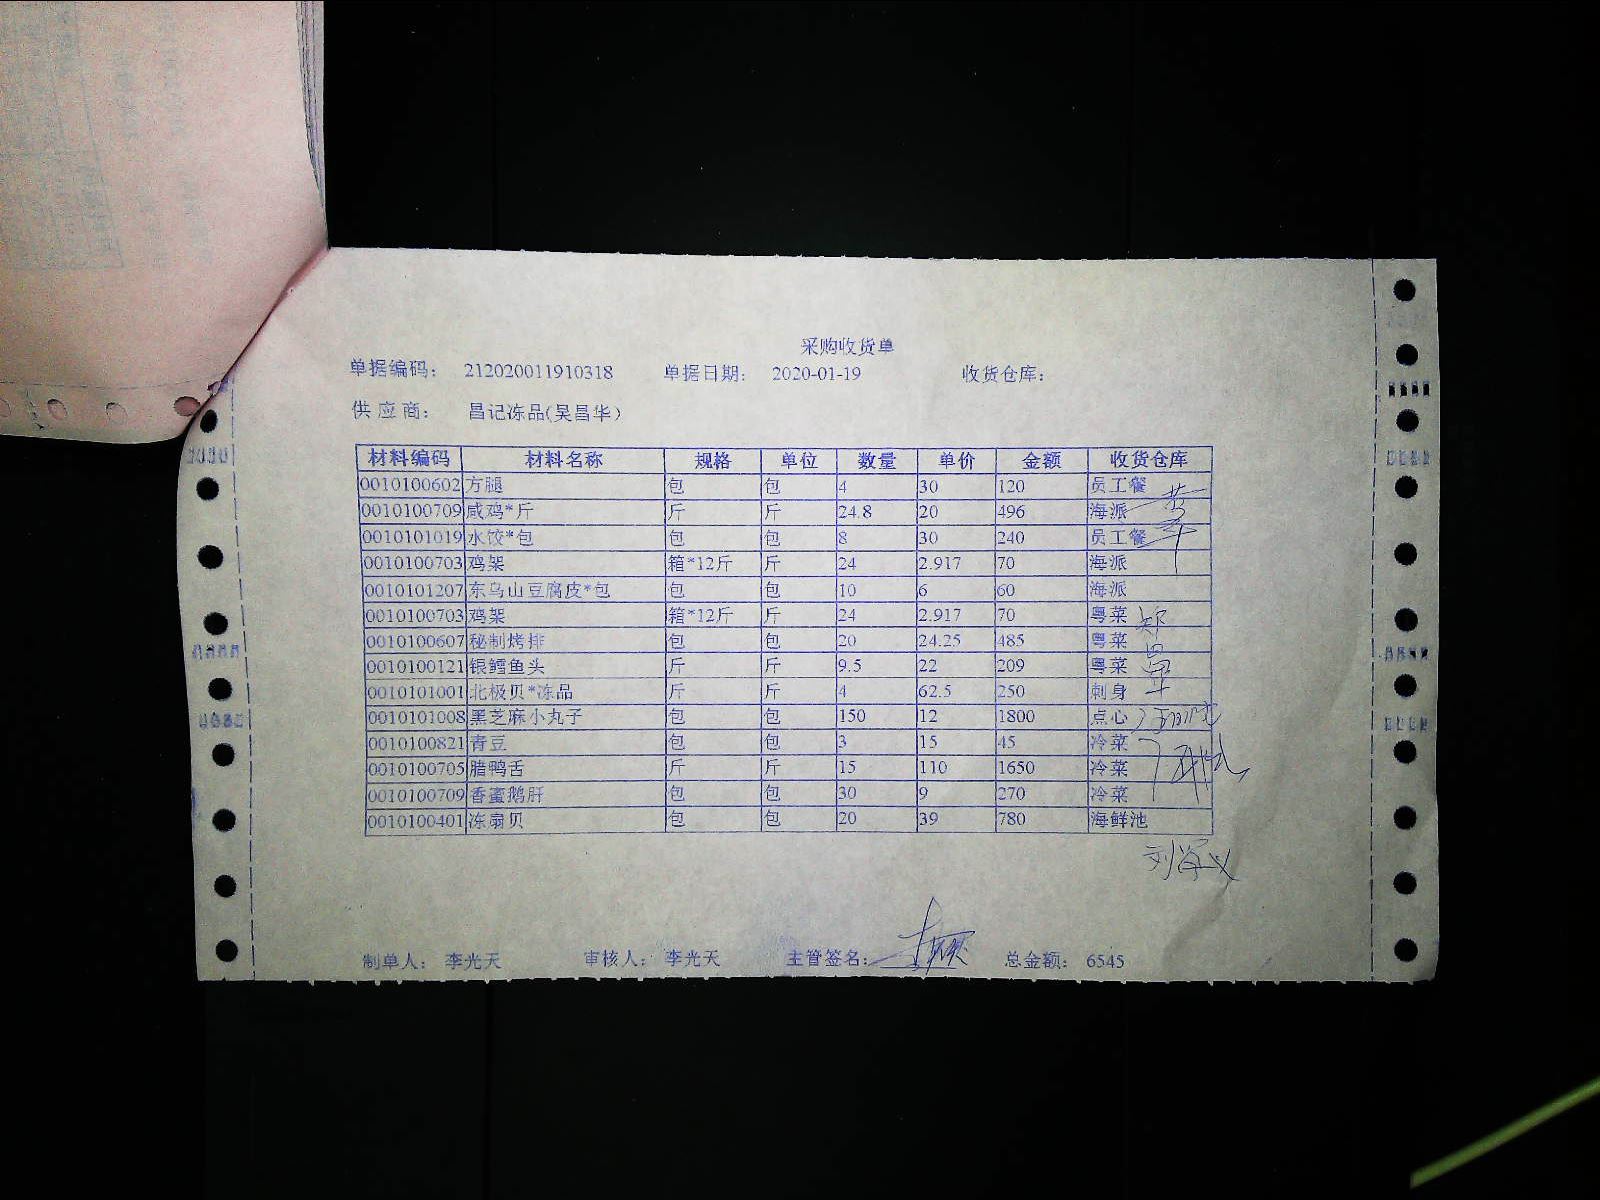 采购收货单
单据编码： 212020011910318 单据日期： 2020-01-19 收货仓库：
供应商： 昌记冻品(吴昌华)
材料编码 材料名称 规格 单位 数量 单价 金额 收货仓库
0010100602 方腿 包 包 4 30 120 员工餐
0010100709 咸鸡*斤 斤 斤 24.8 20 496 海派
0010101019 水饺*包 包 包 8 30 240 员工餐
0010100703 鸡架 箱*12斤 斤 24 2.917 70 海派
0010101207 东乌山豆腐皮*包 包 包 10 6 60 海派
0010100703 鸡架 箱*12斤 斤 24 2.917 70 粤菜
0010100607 秘制烤排 包 包 20 24.25 485 粤菜
0010100121 银鳕鱼头 斤 斤 9.5 22 209 粤菜
0010101001 北极贝*冻品 斤 斤 4 62.5 250 刺身
0010101008 黑芝麻小丸子 包 包 150 12 1800 点心
0010100821 青豆 包 包 3 15 45 冷菜
0010100705 腊鸭舌 斤 斤 15 110 1650 冷菜
0010100709 香蜜鹅肝 包 包 30 9 270 冷菜
0010100401 冻扇贝 包 包 20 39 780 海鲜池
刘海义
制单人： 李光天 审核人： 李光天 主管签名： 总金额： 6545